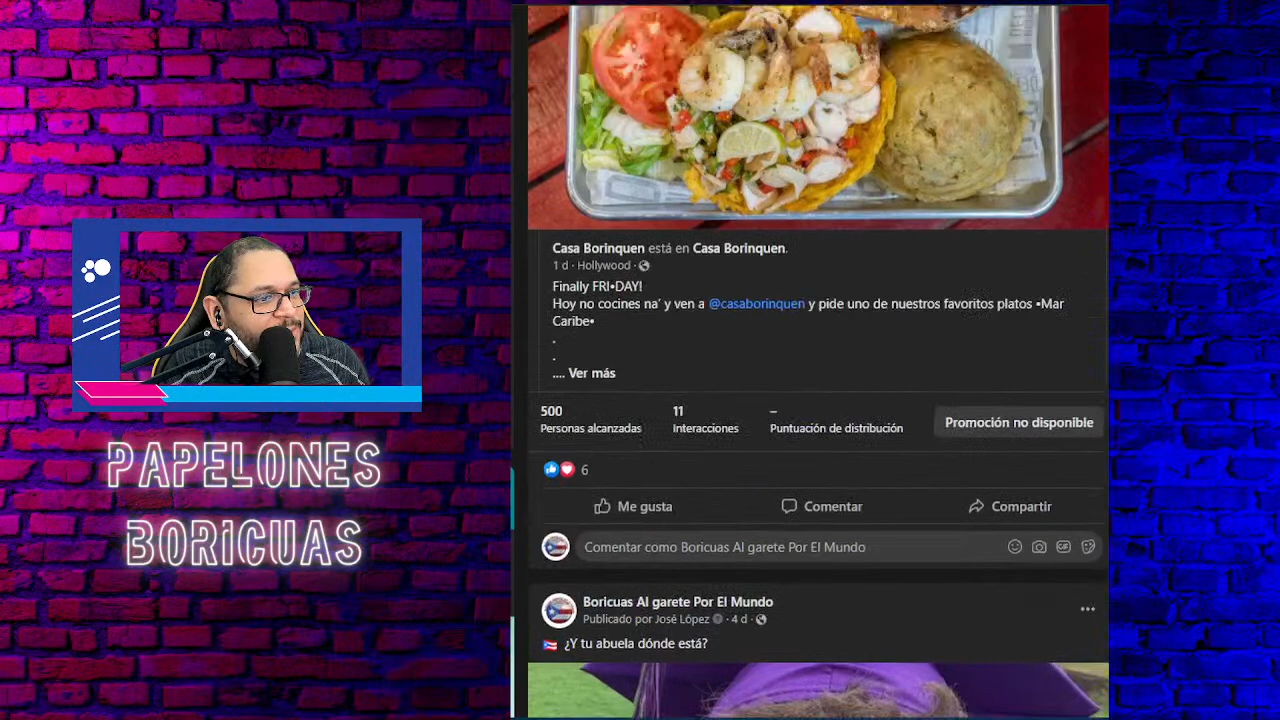 PAPELONES
BORICUAS
Casa Borinquen está en Casa Borinquen.
1 d · Hollywood ·
Finally FRI•DAY!
Hoy no cocines na´ y ven a @casaborinquen y pide uno de nuestros favoritos platos •Mar
Caribe•
.
.
.... Ver más
500
Personas alcanzadas
11
Interacciones
–
Puntuación de distribución
Promoción no disponible
6
Me gusta
Comentar
Compartir
Comentar como Boricuas Al garete Por El Mundo
GIF
Boricuas Al garete Por El Mundo
Publicado por José López · 4 d ·
¿Y tu abuela dónde está?